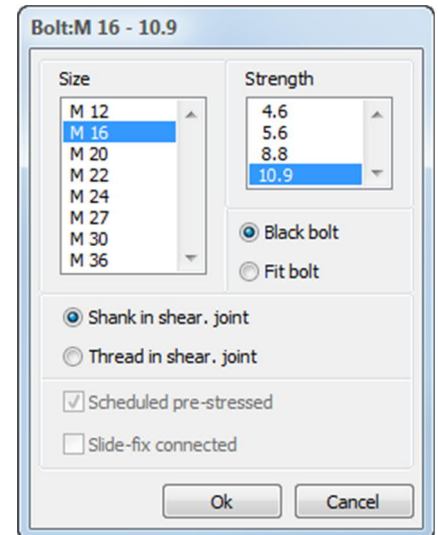 Bolt:M 16 - 10.9
Size
M 12
M 16
M 20
M 22
M 24
M 27
M 30
M 36
Strength
4.6
5.6
8.8
10.9
Black bolt
Fit bolt
Shank in shear. joint
Thread in shear. joint
Scheduled pre-stressed
Slide-fix connected
Ok
Cancel